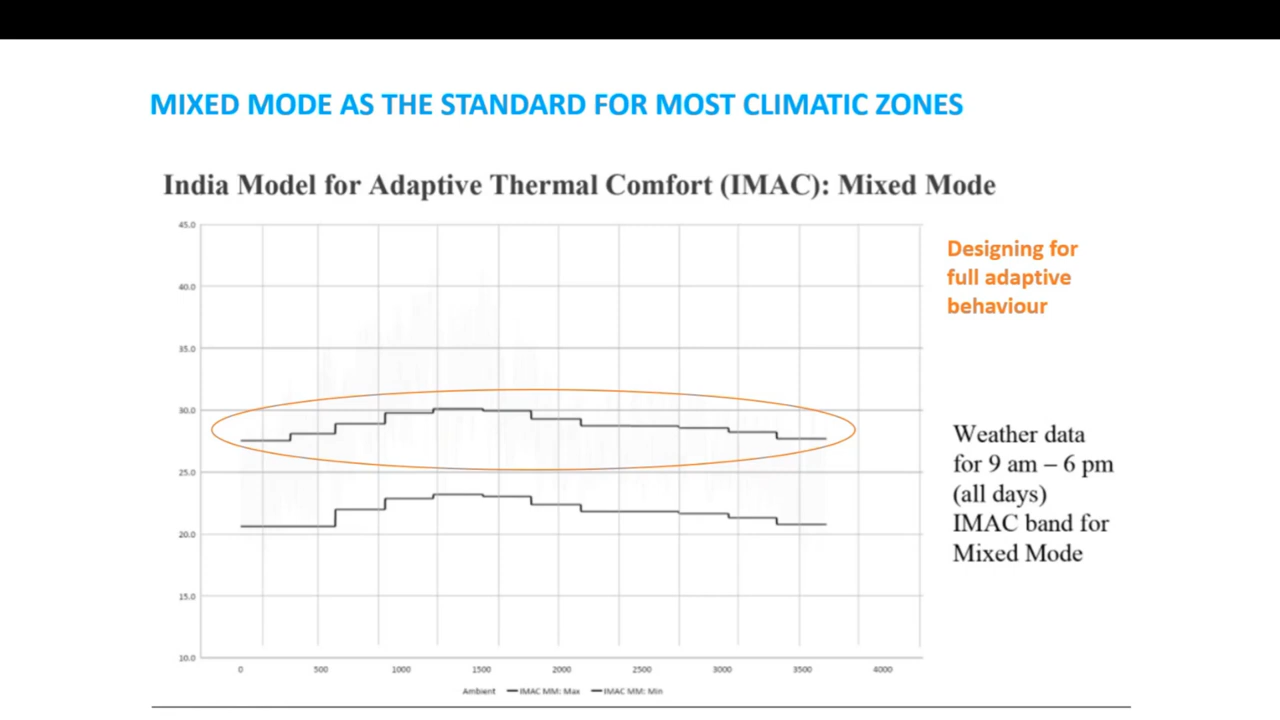 MIXED MODE AS THE STANDARD FOR MOST CLIMATIC ZONES
India Model for Adaptive Thermal Comfort (IMAC): Mixed Mode
45.0
40.0
35.0
30.0
25.0
20.0
15.0
10.0
0 500 1000 1500 2000 2500 3000 3500 4000
Ambient IMAC MM: Max IMAC MM: Min
Designing for
full adaptive
behaviour
Weather data
for 9 am – 6 pm
(all days)
IMAC band for
Mixed Mode